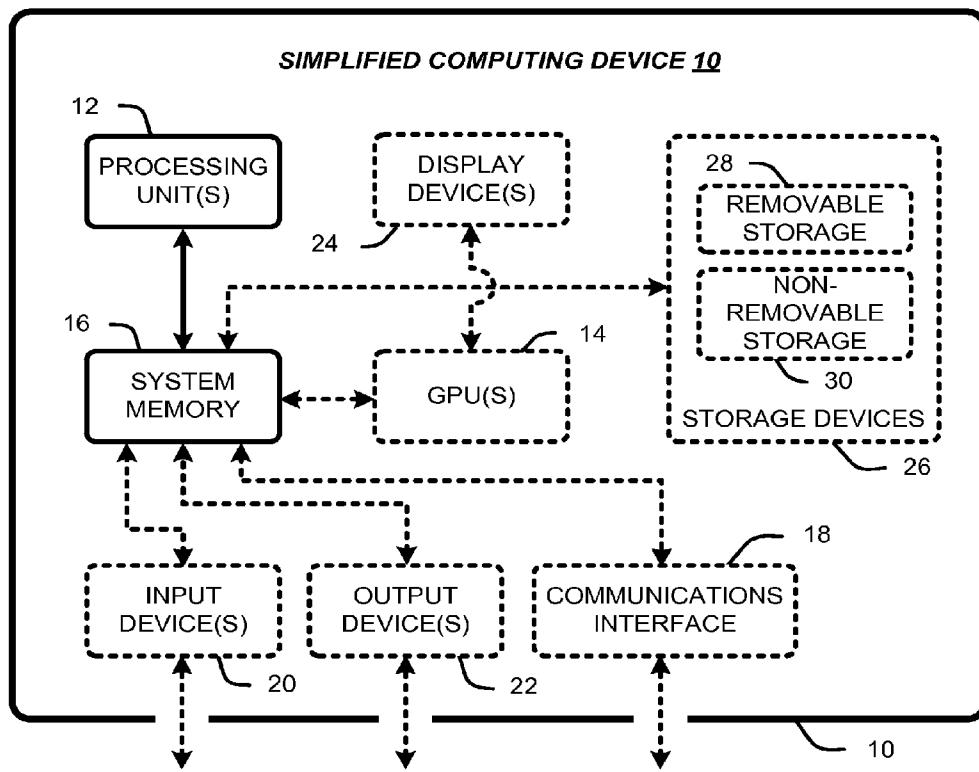 SIMPLIFIED COMPUTING DEVICE 10
12
PROCESSING
UNIT(S)
DISPLAY
DEVICE(S)
24
28
REMOVABLE
STORAGE
NON-
REMOVABLE
STORAGE
30
STORAGE DEVICES
26
16
SYSTEM
MEMORY
14
GPU(S)
18
INPUT
DEVICE(S)
20
OUTPUT
DEVICE(S)
22
COMMUNICATIONS
INTERFACE
10